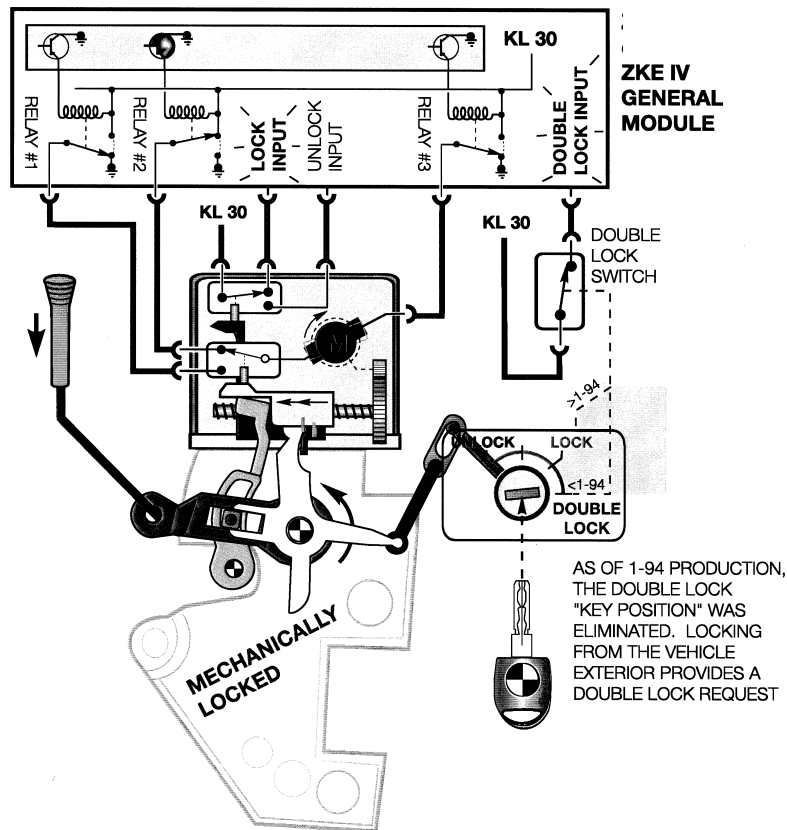 KL 30
ZKE IV
GENERAL
MODULE
RELAY #1
RELAY #2
LOCK
INPUT
UNLOCK
INPUT
RELAY #3
DOUBLE
LOCK INPUT
KL 30
KL 30
DOUBLE
LOCK
SWITCH
M
>1-94
UNLOCK
LOCK
<1-94
DOUBLE
LOCK
MECHANICALLY
LOCKED
AS OF 1-94 PRODUCTION,
THE DOUBLE LOCK
"KEY POSITION" WAS
ELIMINATED. LOCKING
FROM THE VEHICLE
EXTERIOR PROVIDES A
DOUBLE LOCK REQUEST